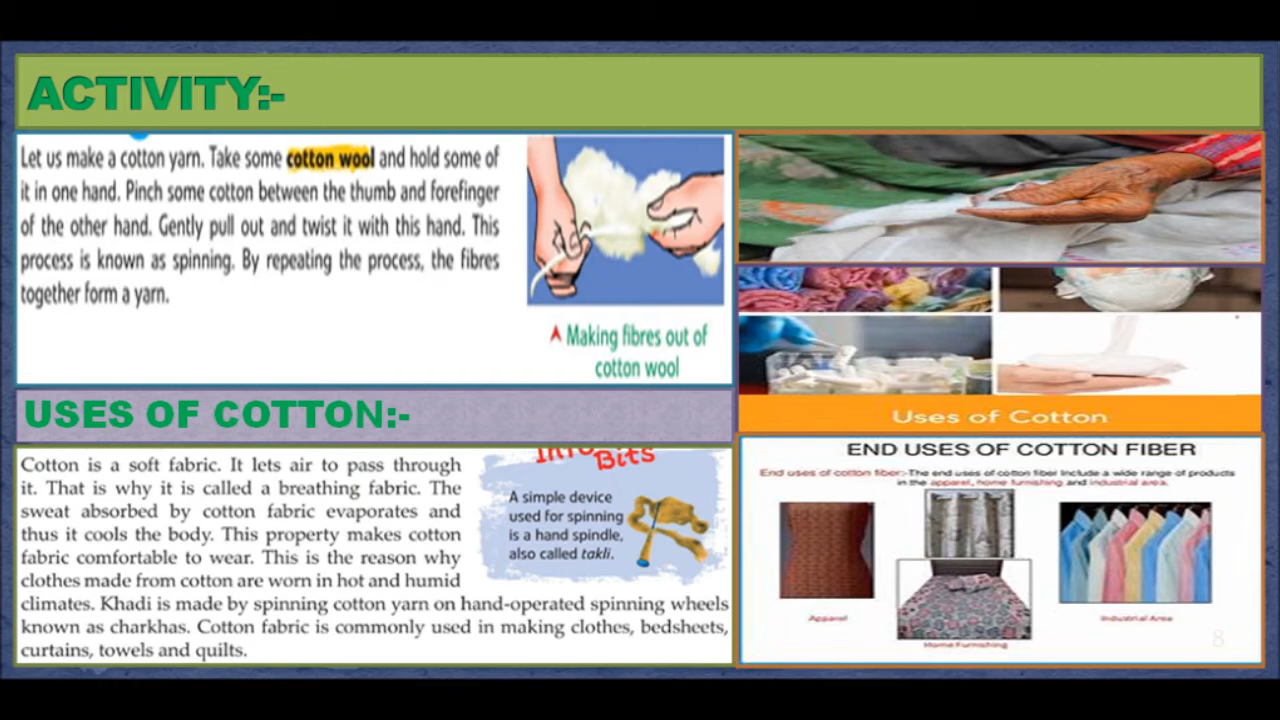 ACTIVITY:-
Let us make a cotton yarn. Take some cotton wool and hold some of
it in one hand. Pinch some cotton between the thumb and forefinger
of the other hand. Gently pull out and twist it with this hand. This
process is known as spinning. By repeating the process, the fibres
together form a yarn.
Making fibres out of
cotton wool
USES OF COTTON:-
Cotton is a soft fabric. It lets air to pass through
it. That is why it is called a breathing fabric. The
sweat absorbed by cotton fabric evaporates and
thus it cools the body. This property makes cotton
fabric comfortable to wear. This is the reason why
clothes made from cotton are worn in hot and humid
climates. Khadi is made by spinning cotton yarn on hand-operated spinning wheels
known as charkhas. Cotton fabric is commonly used in making clothes, bedsheets,
curtains, towels and quilts.
Info
Bits
A simple device
used for spinning
is a hand spindle,
also called takli.
Uses of Cotton
END USES OF COTTON FIBER
End uses of cotton fiber:-The end uses of cotton fiber include a wide range of products
in the apparel, home furnishing and industrial area.
Apparel
Home Furnishing
Industrial Area
8